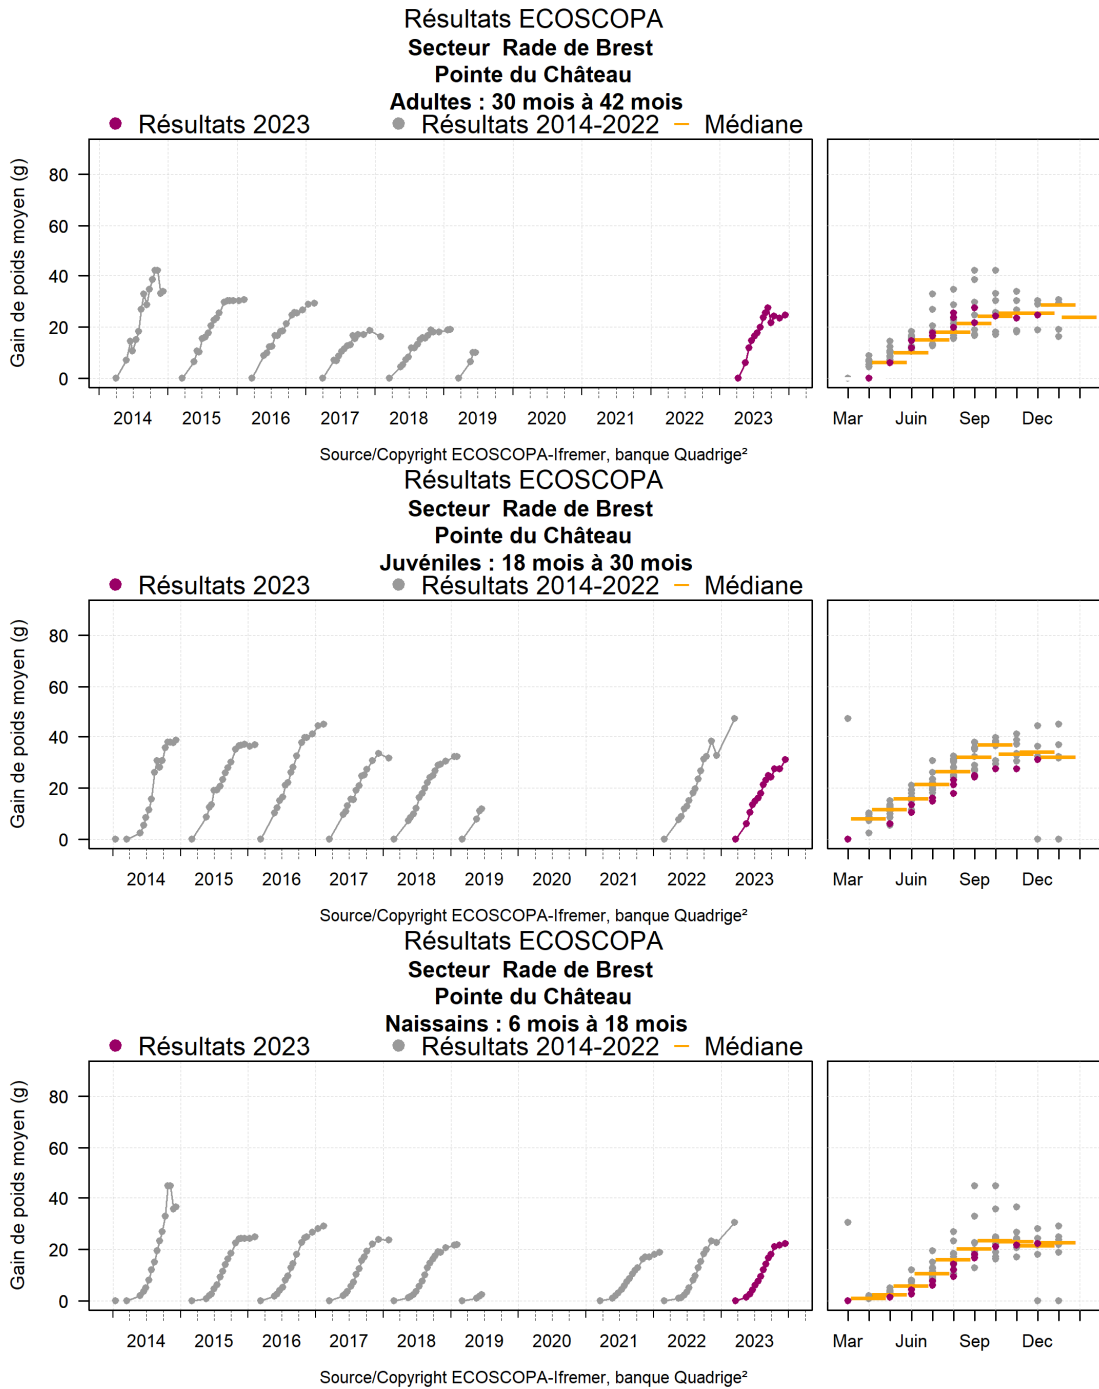 Résultats ECOSCOPA
Secteur Rade de Brest
Pointe du Château
Adultes : 30 mois à 42 mois
Résultats 2023 Résultats 2014-2022 Médiane
Gain de poids moyen (g)
80
60
40
20
0
2014 2015 2016 2017 2018 2019 2020 2021 2022 2023
Mar Juin Sep Dec
Source/Copyright ECOSCOPA-Ifremer, banque Quadrige²
Résultats ECOSCOPA
Secteur Rade de Brest
Pointe du Château
Juvéniles : 18 mois à 30 mois
Résultats 2023 Résultats 2014-2022 Médiane
Gain de poids moyen (g)
80
60
40
20
0
2014 2015 2016 2017 2018 2019 2020 2021 2022 2023
Mar Juin Sep Dec
Source/Copyright ECOSCOPA-Ifremer, banque Quadrige²
Résultats ECOSCOPA
Secteur Rade de Brest
Pointe du Château
Naissains : 6 mois à 18 mois
Résultats 2023 Résultats 2014-2022 Médiane
Gain de poids moyen (g)
80
60
40
20
0
2014 2015 2016 2017 2018 2019 2020 2021 2022 2023
Mar Juin Sep Dec
Source/Copyright ECOSCOPA-Ifremer, banque Quadrige²